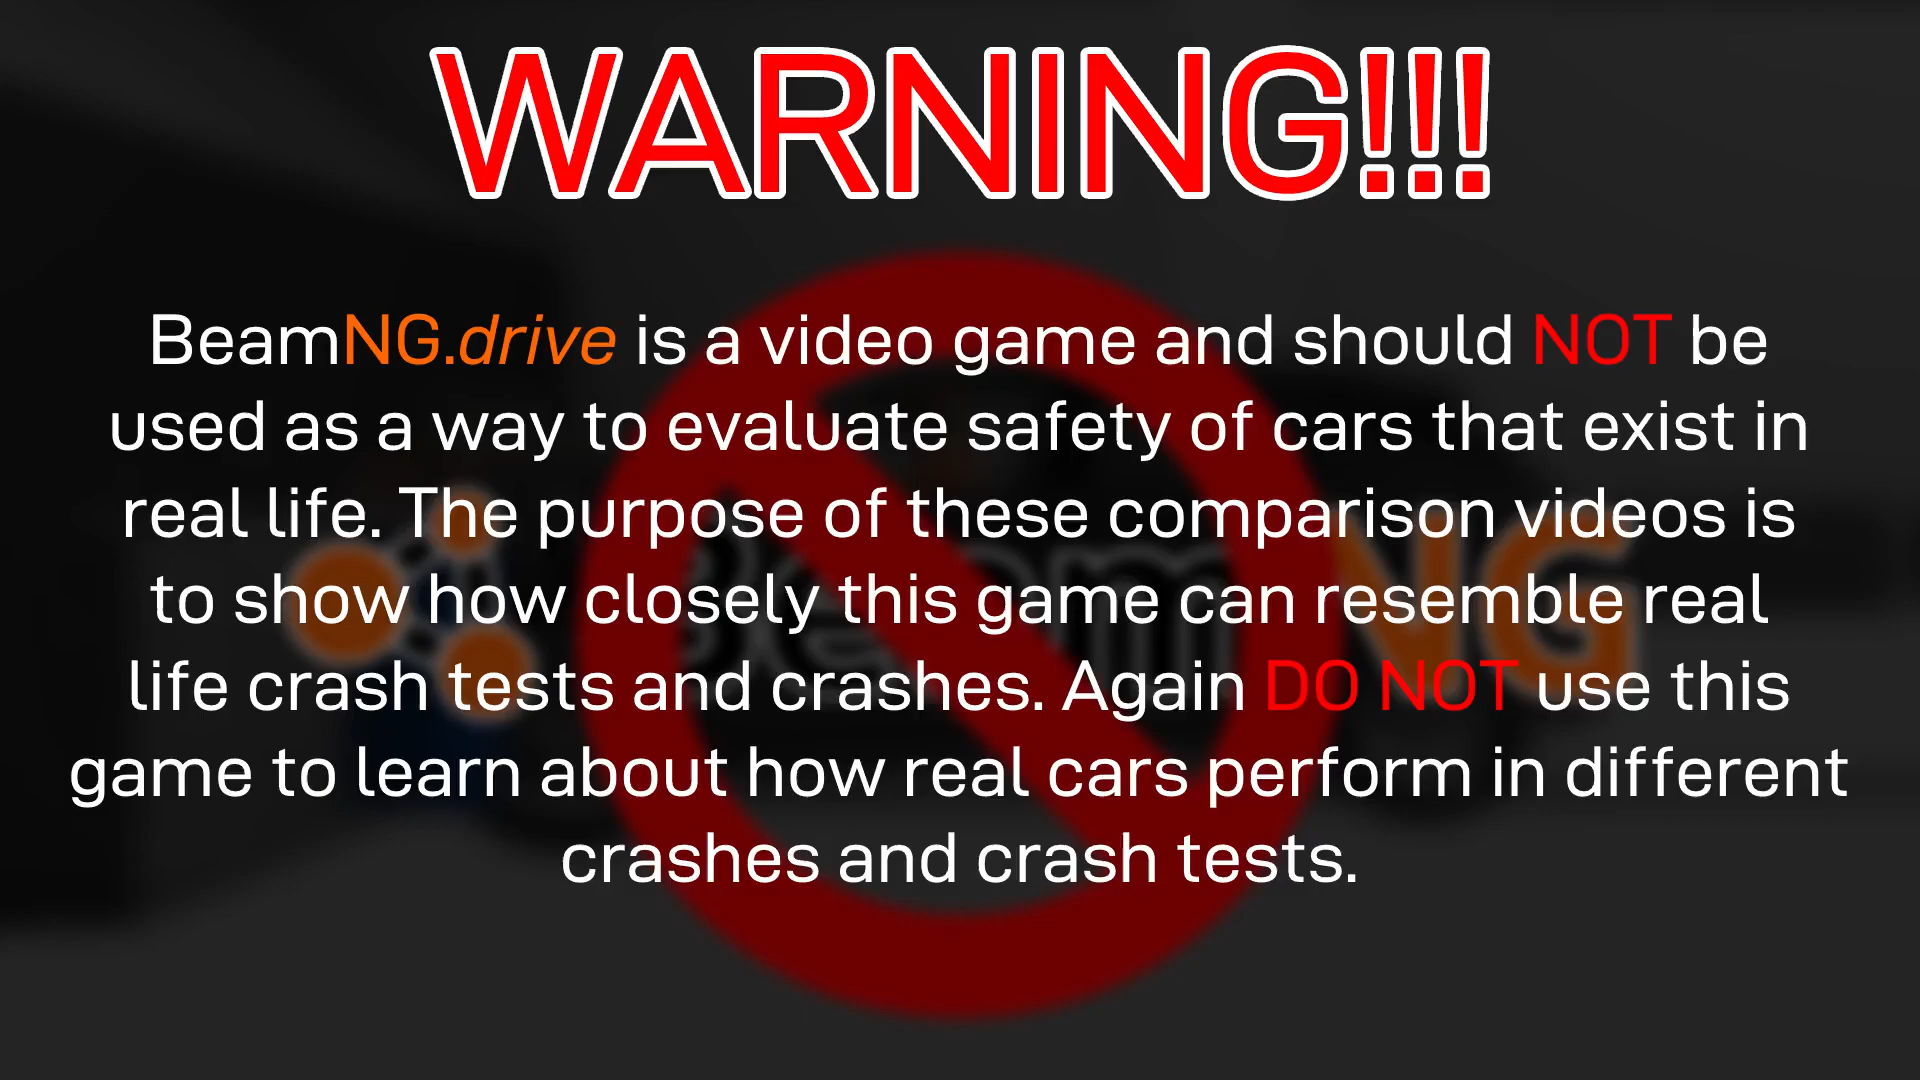 WARNING!!!
BeamNG.drive is a video game and should NOT be
used as a way to evaluate safety of cars that exist in
real life. The purpose of these comparison videos is
to show how closely this game can resemble real
life crash tests and crashes. Again DO NOT use this
game to learn about how real cars perform in different
crashes and crash tests.
BeamNG